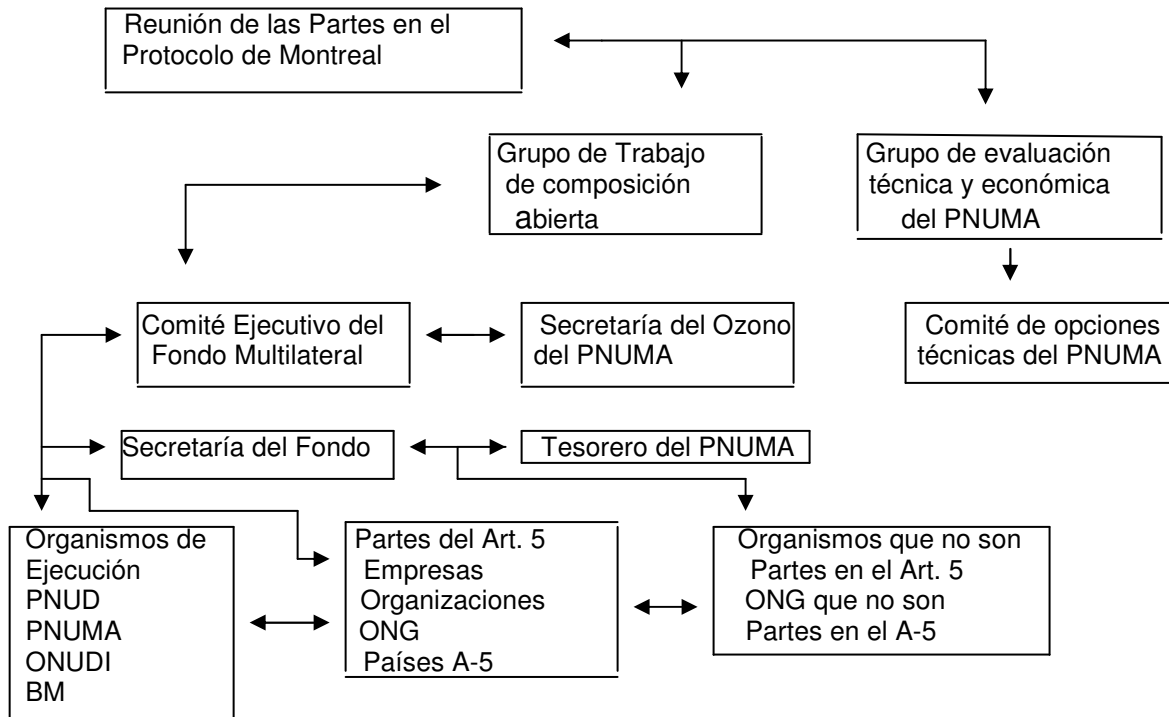 Reunión de las Partes en el
Protocolo de Montreal
Grupo de Trabajo
de composición
abierta
Grupo de evaluación
técnica y económica
del PNUMA
Comité Ejecutivo del
Fondo Multilateral
Secretaría del Ozono
del PNUMA
Comité de opciones
técnicas del PNUMA
Secretaría del Fondo
Tesorero del PNUMA
Organismos de
Ejecución
PNUD
PNUMA
ONUDI
BM
Partes del Art. 5
Empresas
Organizaciones
ONG
Países A-5
Organismos que no son
Partes en el Art. 5
ONG que no son
Partes en el A-5